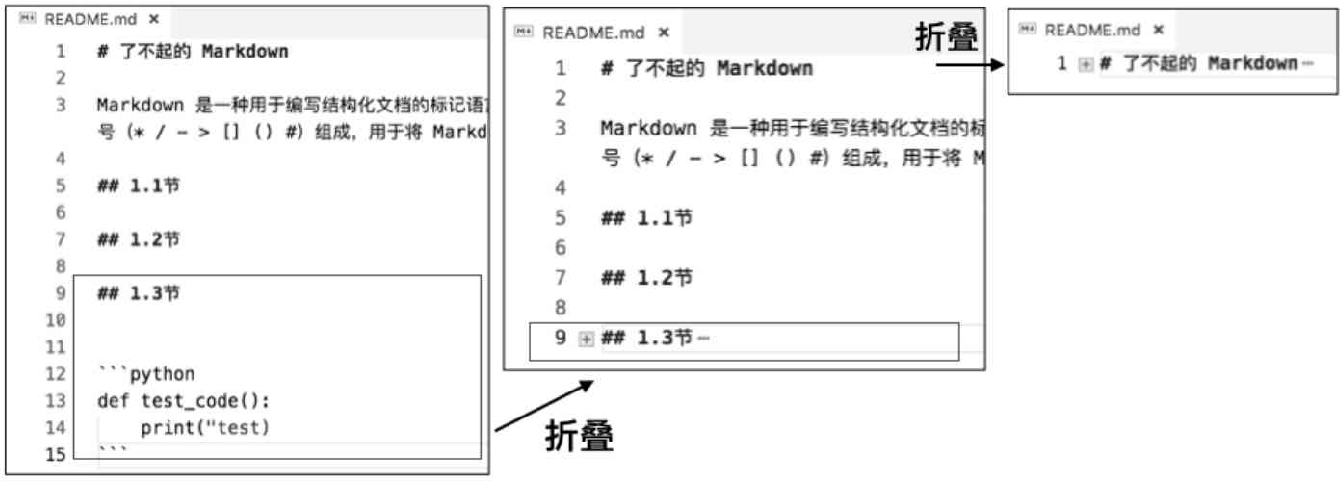 README.md ×
1 # 了不起的 Markdown
2
3 Markdown 是一种用于编写结构化文档的标记语
号 (* / - > [] () #) 组成，用于将 Markd
4
5 ## 1.1节
6
7 ## 1.2节
8
9 ## 1.3节
10
11
12 ```python
13 def test_code():
14 print("test)
15 ```
折叠
README.md ×
1 # 了不起的 Markdown
2
3 Markdown 是一种用于编写结构化文档的标
号 (* / - > [] () #) 组成，用于将 M
4
5 ## 1.1节
6
7 ## 1.2节
8
9 ## 1.3节⋯
折叠
README.md ×
1 # 了不起的 Markdown⋯